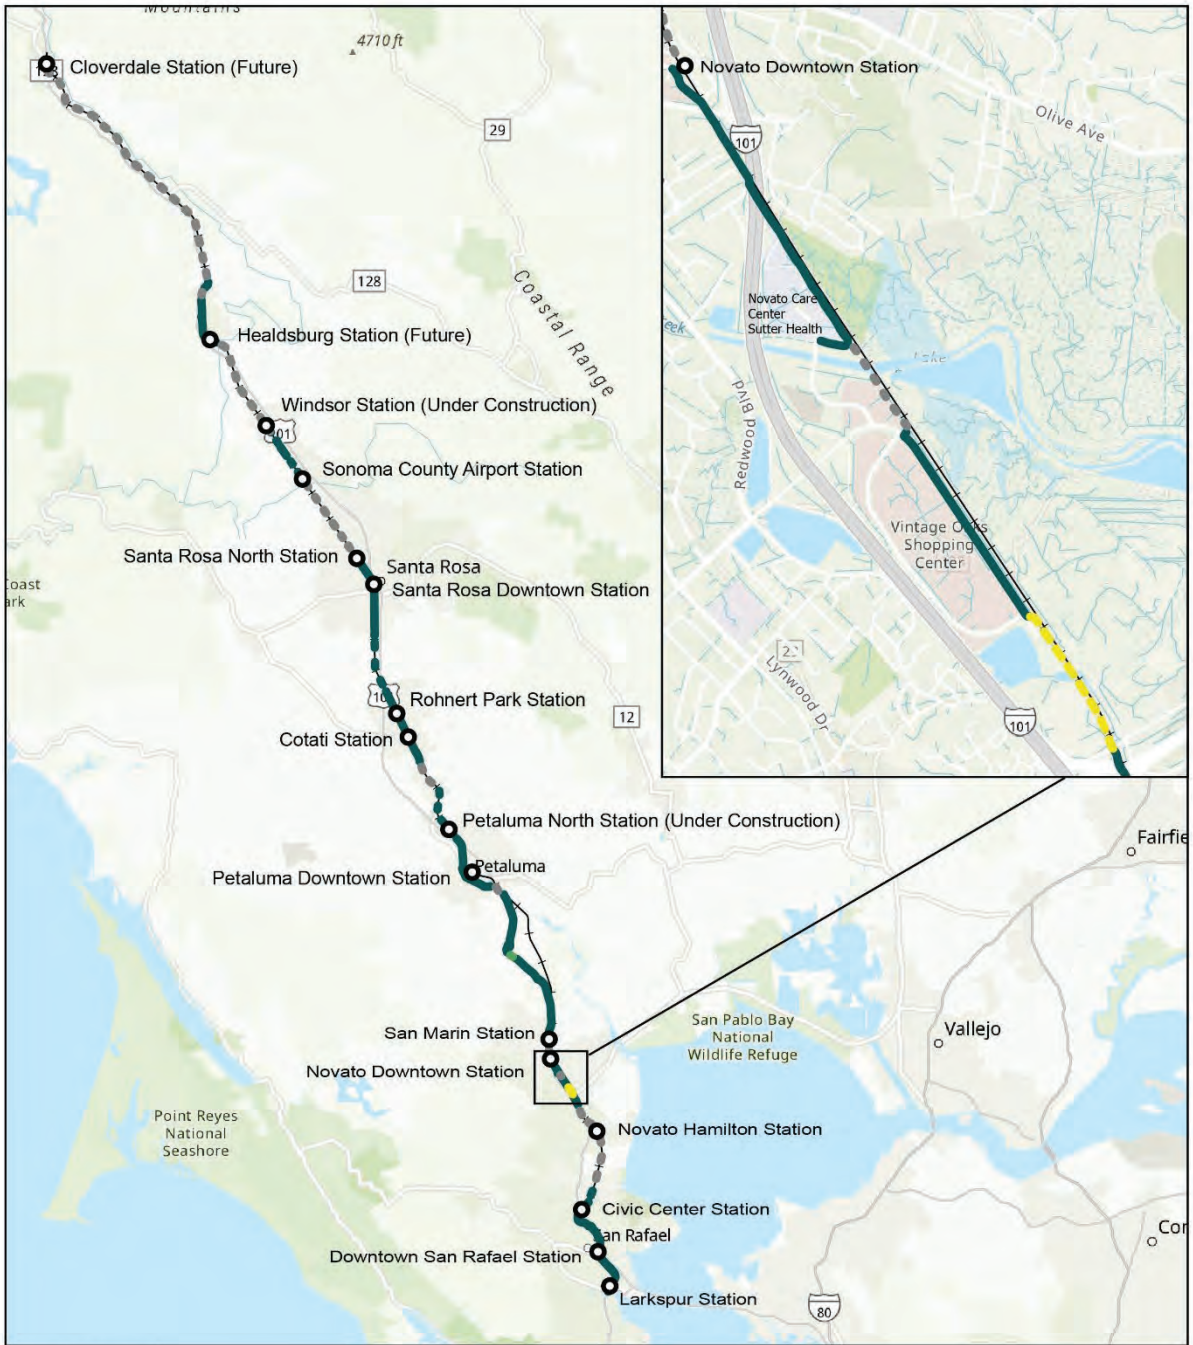 Mountains
4710 ft
Cloverdale Station (Future)
29
128
Coastal Range
Healdsburg Station (Future)
Windsor Station (Under Construction)
101
Sonoma County Airport Station
Santa Rosa North Station
Santa Rosa
Santa Rosa Downtown Station
Coast
ark
Rohnert Park Station
10
12
Cotati Station
Petaluma North Station (Under Construction)
Petaluma
Petaluma Downtown Station
San Marin Station
Novato Downtown Station
San Pablo Bay
National
Wildlife Refuge
Vallejo
Fairfie
Point Reyes
National
Seashore
Novato Hamilton Station
Civic Center Station
an Rafael
Downtown San Rafael Station
Larkspur Station
80
Cor
Novato Downtown Station
Olive Ave
101
Novato Care
Center
Sutter Health
eek
Lake
Redwood Blvd
Vintage Oaks
Shopping
Center
Lynwood Dr
101